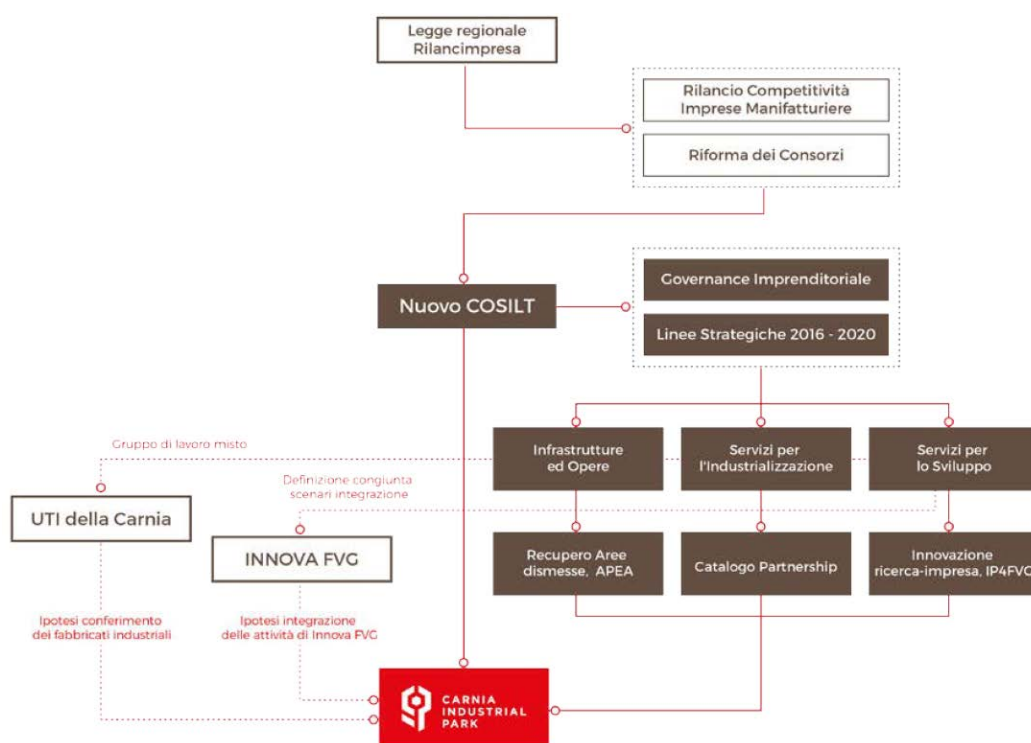 Legge regionale
Rilancimpresa
Rilancio Competitività
Imprese Manifatturiere
Riforma dei Consorzi
Nuovo COSILT
Governance Imprenditoriale
Linee Strategiche 2016 - 2020
Gruppo di lavoro misto
Definizione congiunta
scenari integrazione
Infrastrutture
ed Opere
Servizi per
l'Industrializzazione
Servizi per
lo Sviluppo
UTI della Carnia
INNOVA FVG
Recupero Aree
dismesse, APEA
Catalogo Partnership
Innovazione
ricerca-impresa, IP4FVG
Ipotesi conferimento
dei fabbricati industriali
Ipotesi integrazione
delle attività di Innova FVG
CARNIA
INDUSTRIAL
PARK